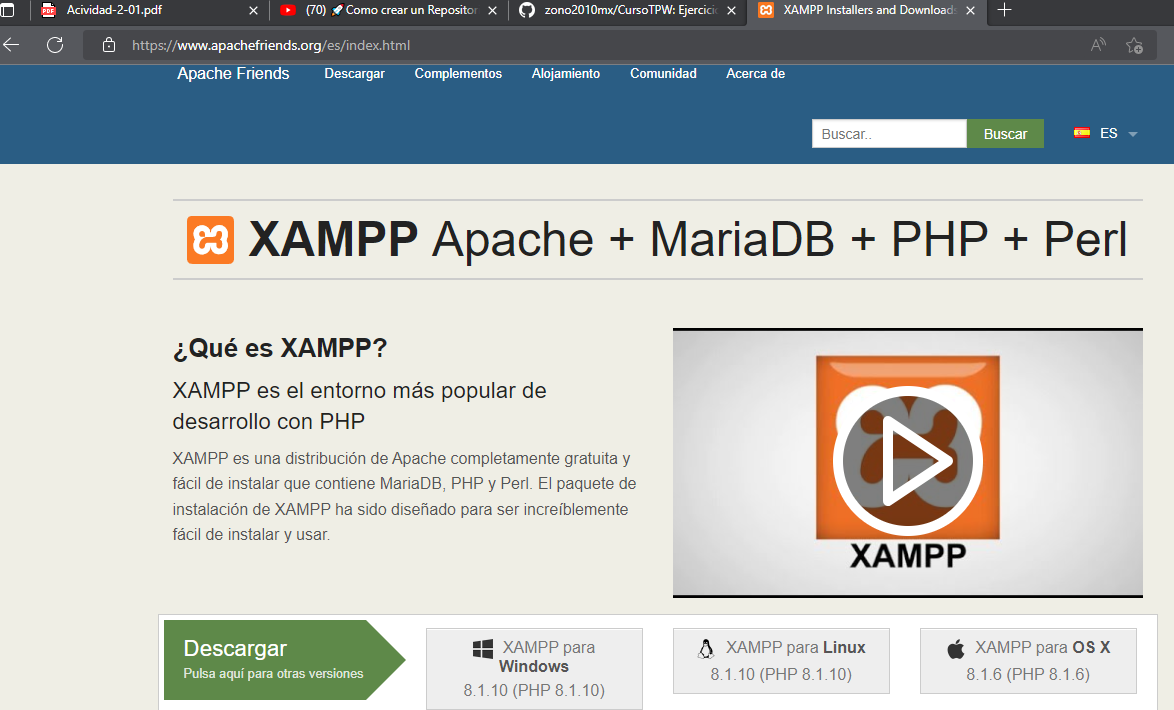 Acividad-2-01.pdf
(70) 🚀Como crear un Repositor
zono2010mx/CursoTPW: Ejercici
XAMPP Installers and Downloads
https://www.apachefriends.org/es/index.html
Apache Friends
Descargar
Complementos
Alojamiento
Comunidad
Acerca de
Buscar..
Buscar
ES
XAMPP Apache + MariaDB + PHP + Perl
¿Qué es XAMPP?
XAMPP es el entorno más popular de
desarrollo con PHP
XAMPP es una distribución de Apache completamente gratuita y
fácil de instalar que contiene MariaDB, PHP y Perl. El paquete de
instalación de XAMPP ha sido diseñado para ser increíblemente
fácil de instalar y usar.
XAMPP
Descargar
Pulsa aquí para otras versiones
XAMPP para
Windows
8.1.10 (PHP 8.1.10)
XAMPP para Linux
8.1.10 (PHP 8.1.10)
XAMPP para OS X
8.1.6 (PHP 8.1.6)